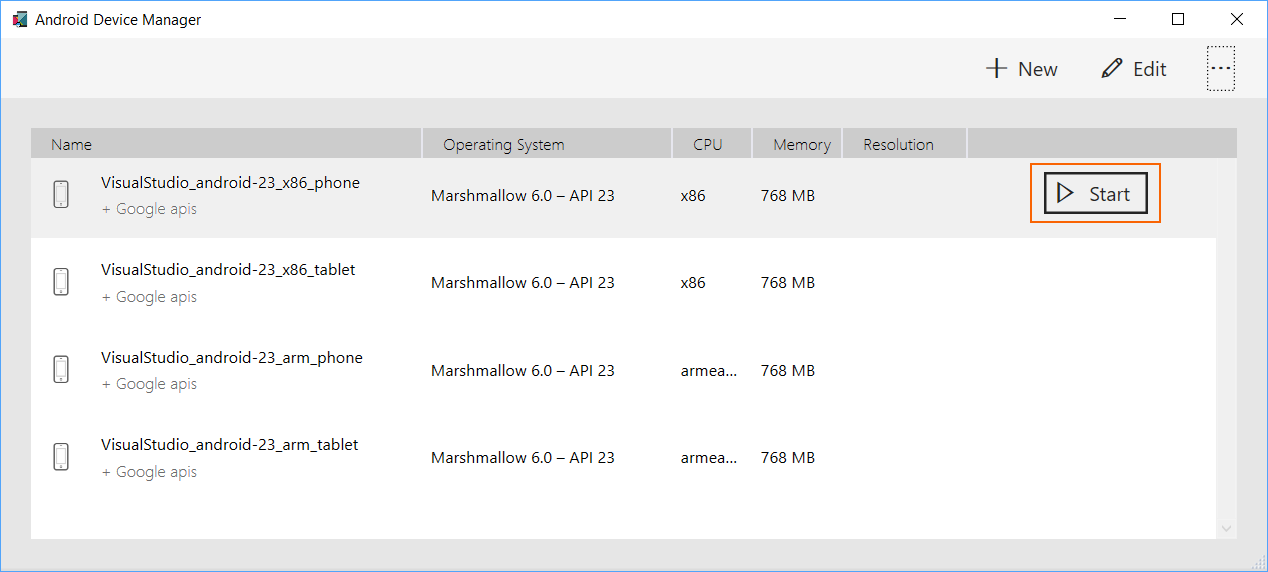 Android Device Manager
New Edit ...
Name Operating System CPU Memory Resolution
VisualStudio_android-23_x86_phone
+ Google apis
Marshmallow 6.0 – API 23 x86 768 MB Start
VisualStudio_android-23_x86_tablet
+ Google apis
Marshmallow 6.0 – API 23 x86 768 MB
VisualStudio_android-23_arm_phone
+ Google apis
Marshmallow 6.0 – API 23 armea... 768 MB
VisualStudio_android-23_arm_tablet
+ Google apis
Marshmallow 6.0 – API 23 armea... 768 MB